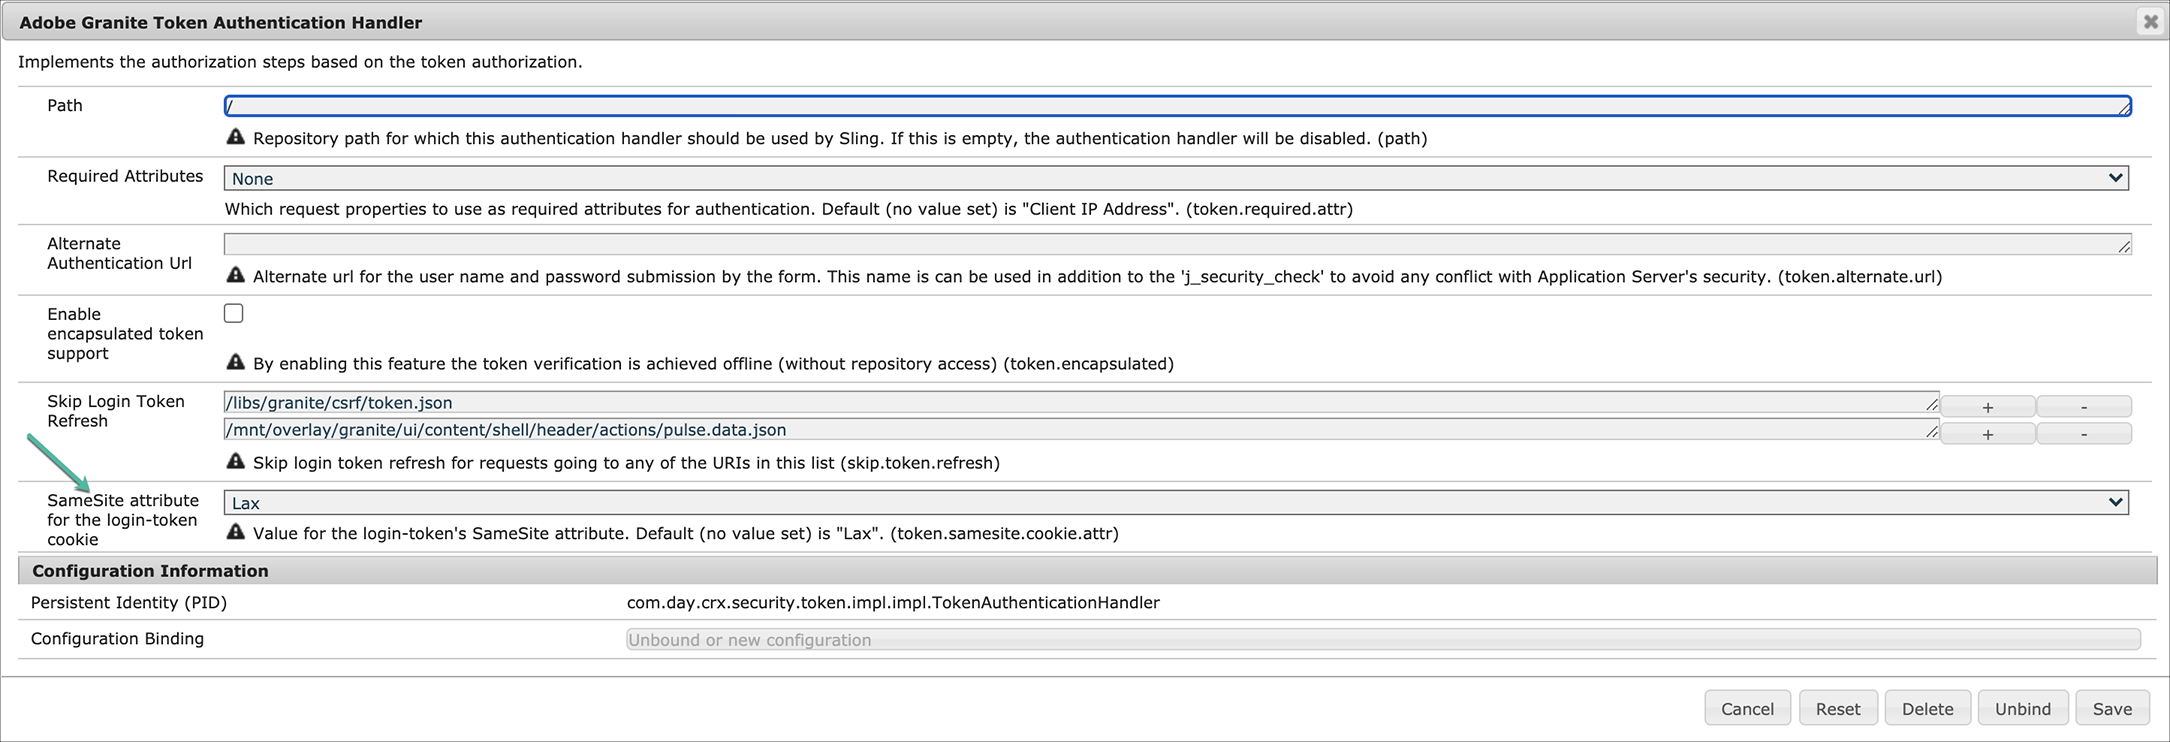 Adobe Granite Token Authentication Handler
Implements the authorization steps based on the token authorization.
Path
/
Repository path for which this authentication handler should be used by Sling. If this is empty, the authentication handler will be disabled. (path)
Required Attributes
None
Which request properties to use as required attributes for authentication. Default (no value set) is "Client IP Address". (token.required.attr)
Alternate
Authentication Url
Alternate url for the user name and password submission by the form. This name is can be used in addition to the 'j_security_check' to avoid any conflict with Application Server's security. (token.alternate.url)
Enable
encapsulated token
support
By enabling this feature the token verification is achieved offline (without repository access) (token.encapsulated)
Skip Login Token
Refresh
/libs/granite/csrf/token.json
+ -
/mnt/overlay/granite/ui/content/shell/header/actions/pulse.data.json
+ -
Skip login token refresh for requests going to any of the URIs in this list (skip.token.refresh)
SameSite attribute
for the login-token
cookie
Lax
Value for the login-token's SameSite attribute. Default (no value set) is "Lax". (token.samesite.cookie.attr)
Configuration Information
Persistent Identity (PID) com.day.crx.security.token.impl.impl.TokenAuthenticationHandler
Configuration Binding Unbound or new configuration
Cancel Reset Delete Unbind Save